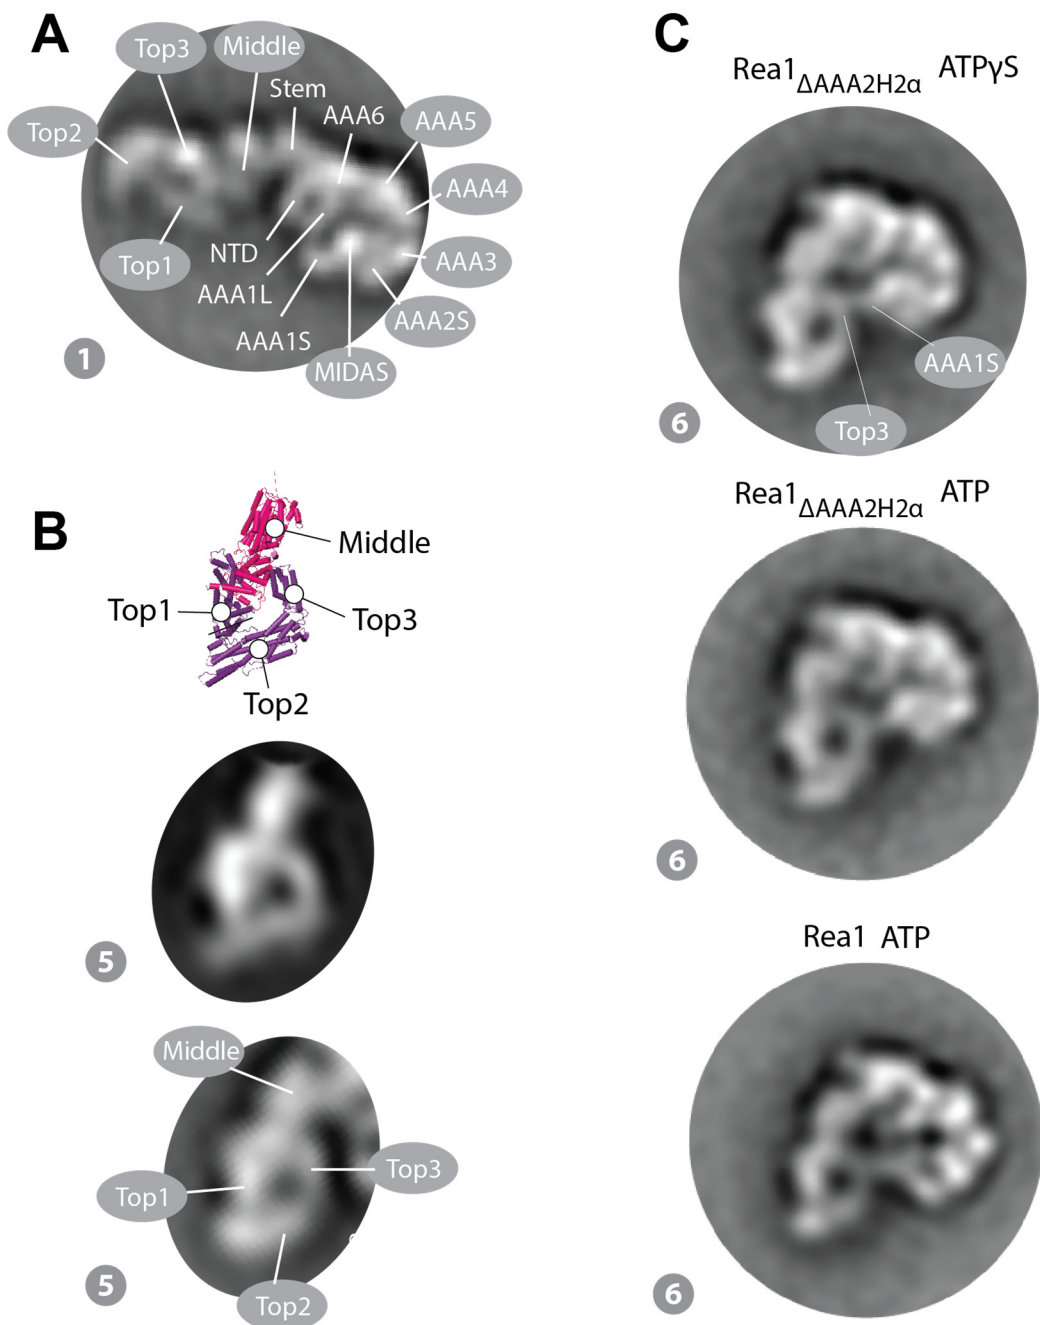 A
Top3
Middle
Stem
AAA6
AAA5
Top2
AAA4
NTD
AAA3
Top1
AAA1L
AAA2S
AAA1S
MIDAS
1
B
Middle
Top1
Top3
Top2
5
Middle
Top3
Top1
Top2
5
C
Rea1ΔAAA2H2α ATPγS
AAA1S
Top3
6
Rea1ΔAAA2H2α ATP
6
Rea1 ATP
6